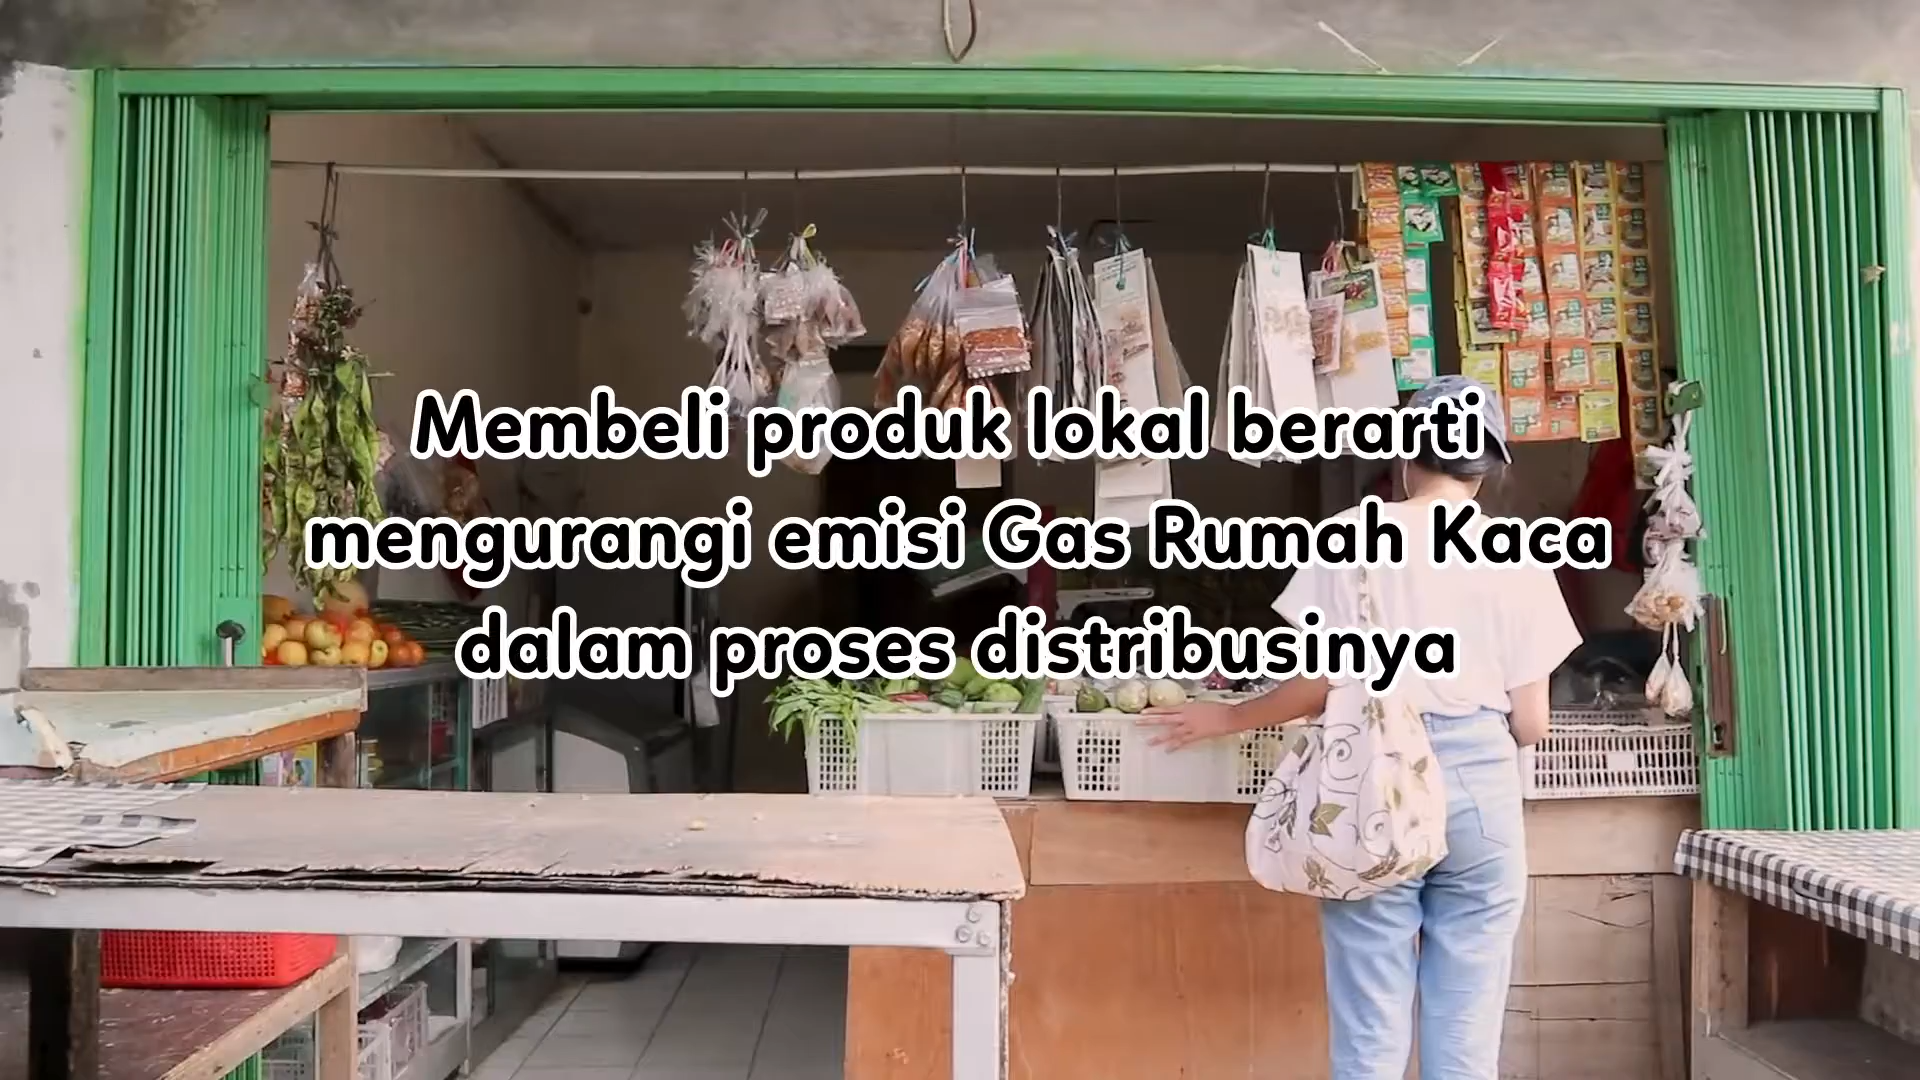 Membeli produk lokal berarti
mengurangi emisi Gas Rumah Kaca
dalam proses distribusinya